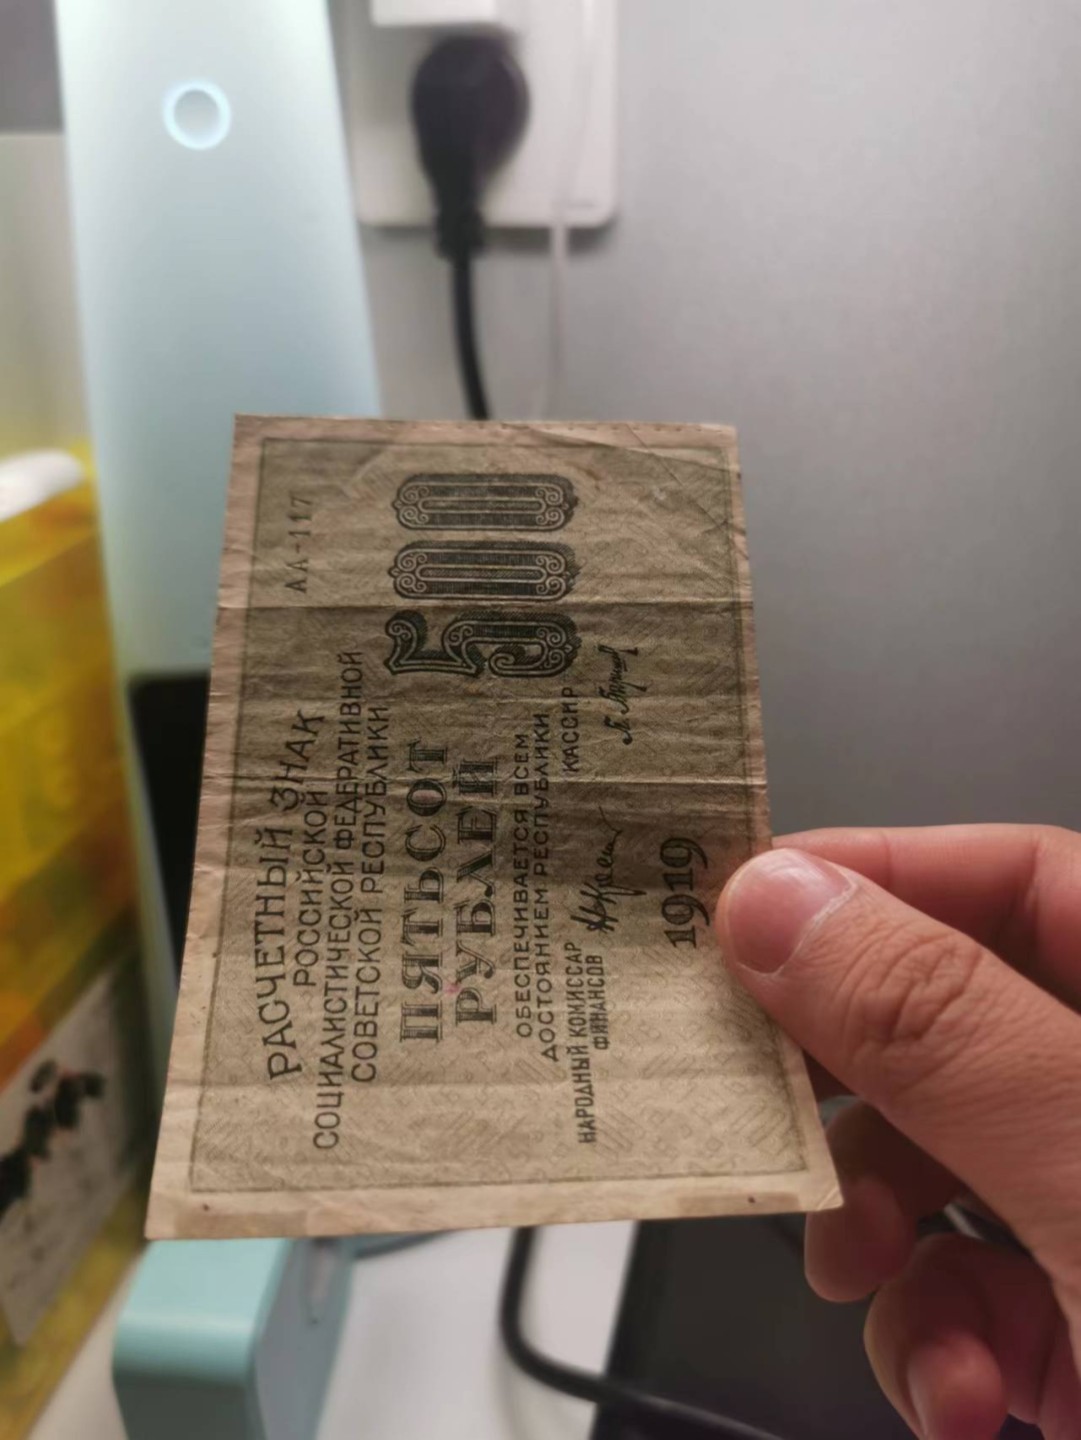 АА-117
РАСЧЕТНЫЙ ЗНАК
РОССИЙСКОЙ
СОЦИАЛИСТИЧЕСКОЙ ФЕДЕРАТИВНОЙ
СОВЕТСКОЙ РЕСПУБЛИКИ
ПЯТЬСОТ
РУБЛЕЙ
500
ОБЕСПЕЧИВАЕТСЯ ВСЕМ
ДОСТОЯНИЕМ РЕСПУБЛИКИ
НАРОДНЫЙ КОМИССАР
ФИНАНСОВ
КАССИР
1919